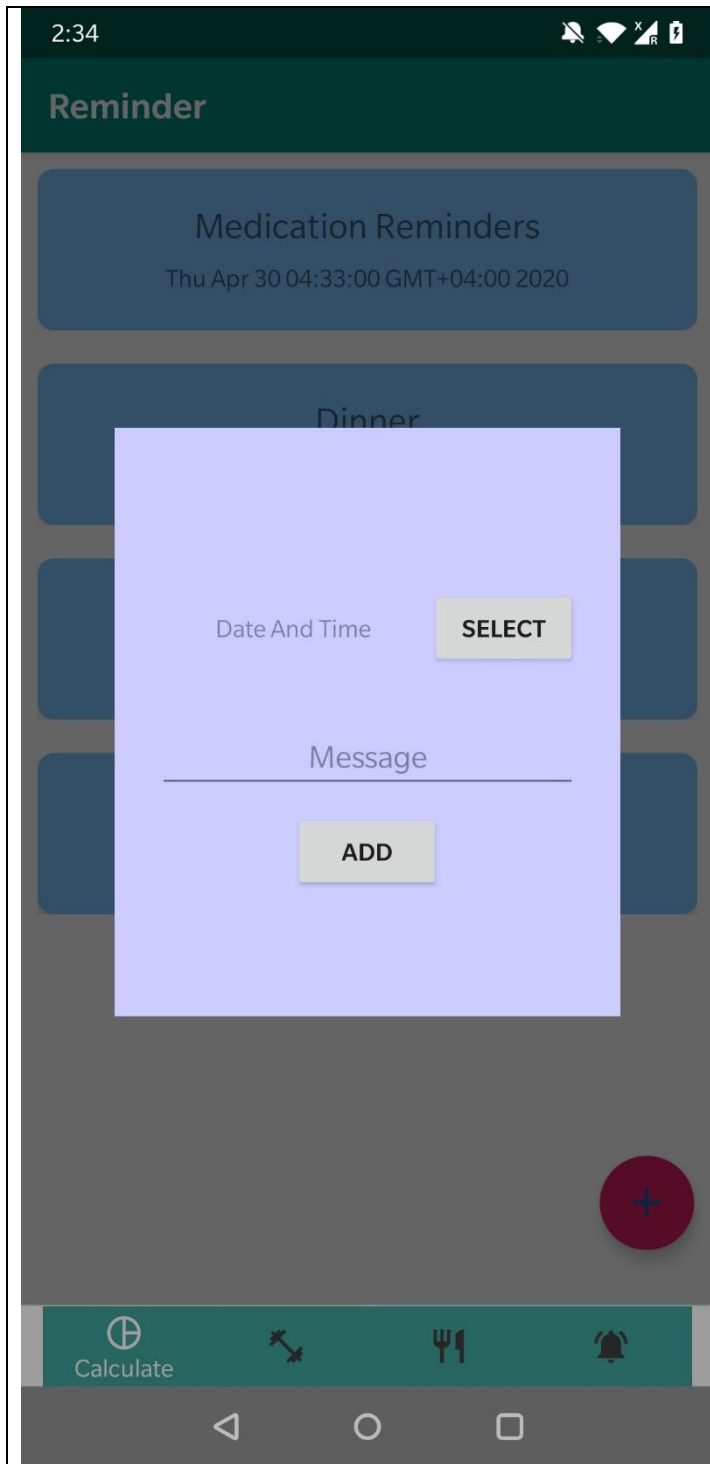 2:34
X
R
Reminder
Medication Reminders
Thu Apr 30 04:33:00 GMT+04:00 2020
Dinner
Date And Time
SELECT
Message
ADD
Calculate